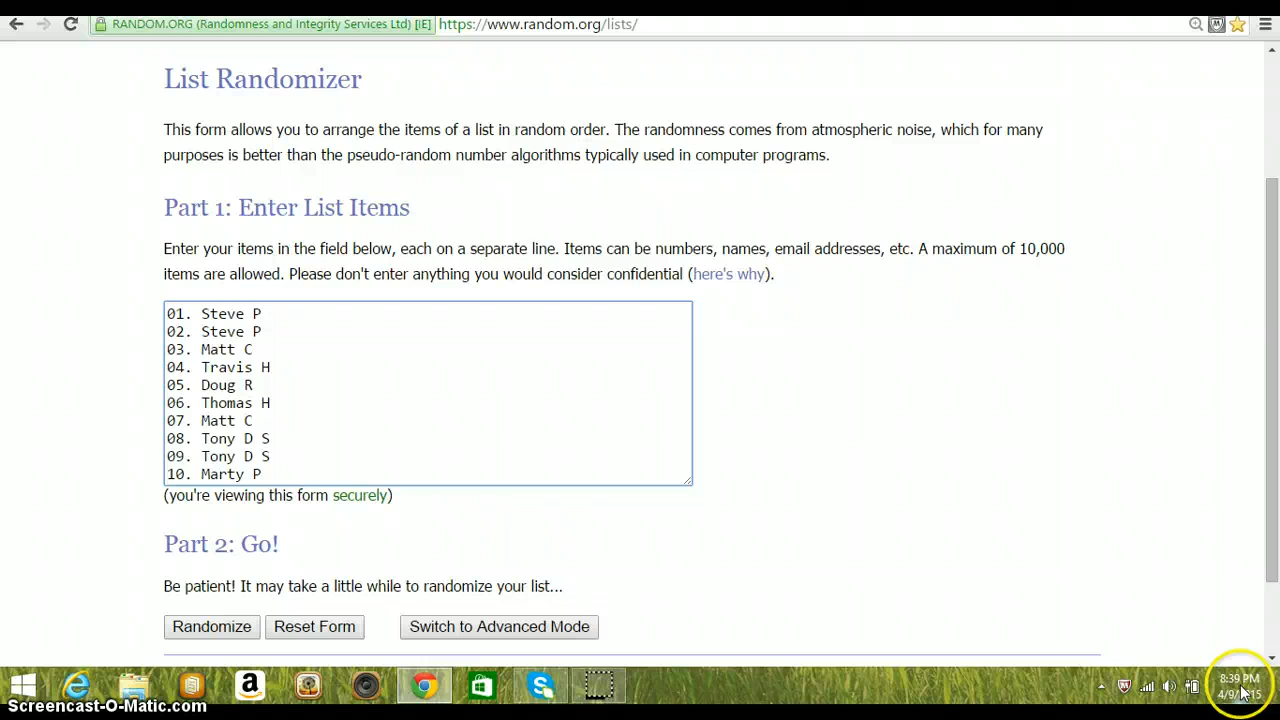 RANDOM.ORG (Randomness and Integrity Services Ltd) [IE] https://www.random.org/lists/
List Randomizer
This form allows you to arrange the items of a list in random order. The randomness comes from atmospheric noise, which for many
purposes is better than the pseudo-random number algorithms typically used in computer programs.
Part 1: Enter List Items
Enter your items in the field below, each on a separate line. Items can be numbers, names, email addresses, etc. A maximum of 10,000
items are allowed. Please don't enter anything you would consider confidential (here's why).
01. Steve P
02. Steve P
03. Matt C
04. Travis H
05. Doug R
06. Thomas H
07. Matt C
08. Tony D S
09. Tony D S
10. Marty P
(you're viewing this form securely)
Part 2: Go!
Be patient! It may take a little while to randomize your list...
Randomize Reset Form Switch to Advanced Mode
8:39 PM
Screencast-O-Matic.com